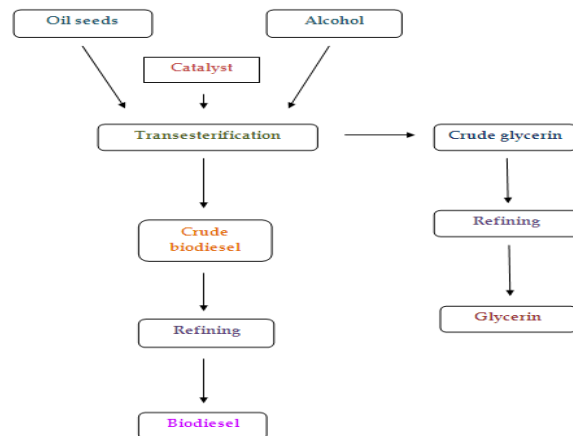 Oil seeds
Alcohol
Catalyst
Transesterification
Crude glycerin
Crude
biodiesel
Refining
Refining
Glycerin
Biodiesel